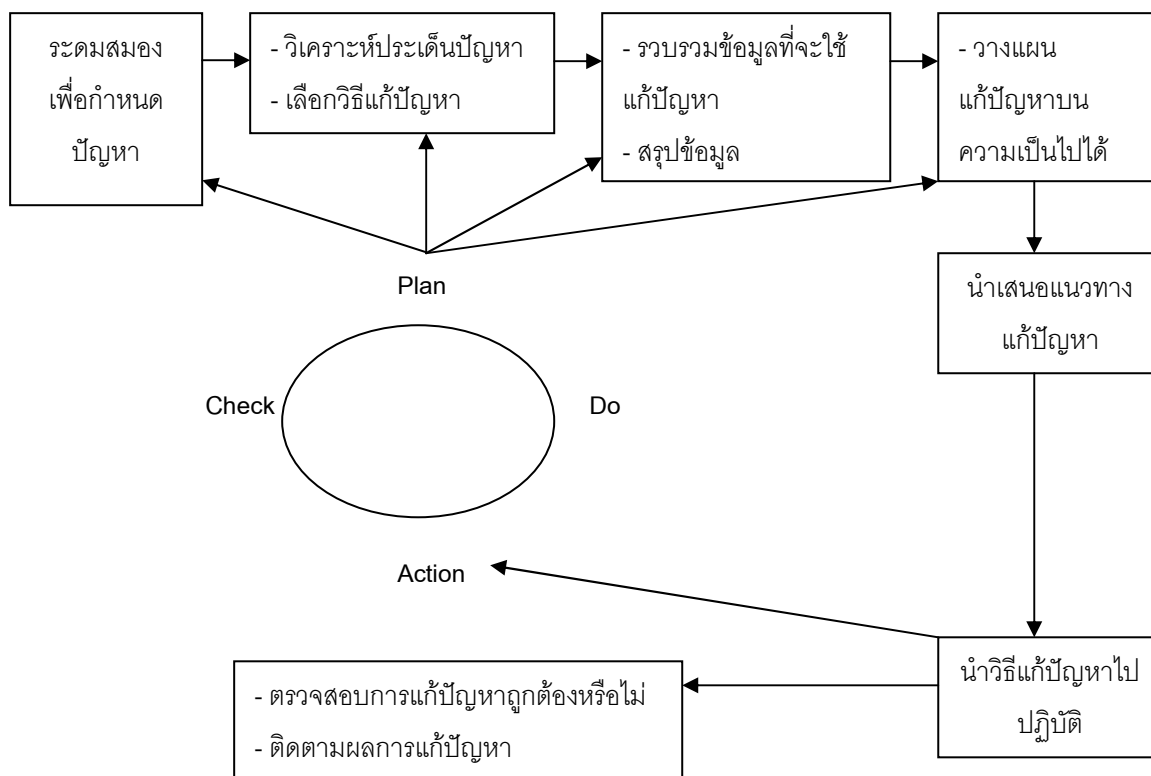 ระดมสมอง
เพื่อกำหนด
ปัญหา
- วิเคราะห์ประเด็นปัญหา
- เลือกวิธีแก้ปัญหา
- รวบรวมข้อมูลที่จะใช้
แก้ปัญหา
- สรุปข้อมูล
- วางแผน
แก้ปัญหาบน
ความเป็นไปได้
Plan
นำเสนอแนวทาง
แก้ปัญหา
Check
Do
Action
นำวิธีแก้ปัญหาไป
ปฏิบัติ
- ตรวจสอบการแก้ปัญหาถูกต้องหรือไม่
- ติดตามผลการแก้ปัญหา